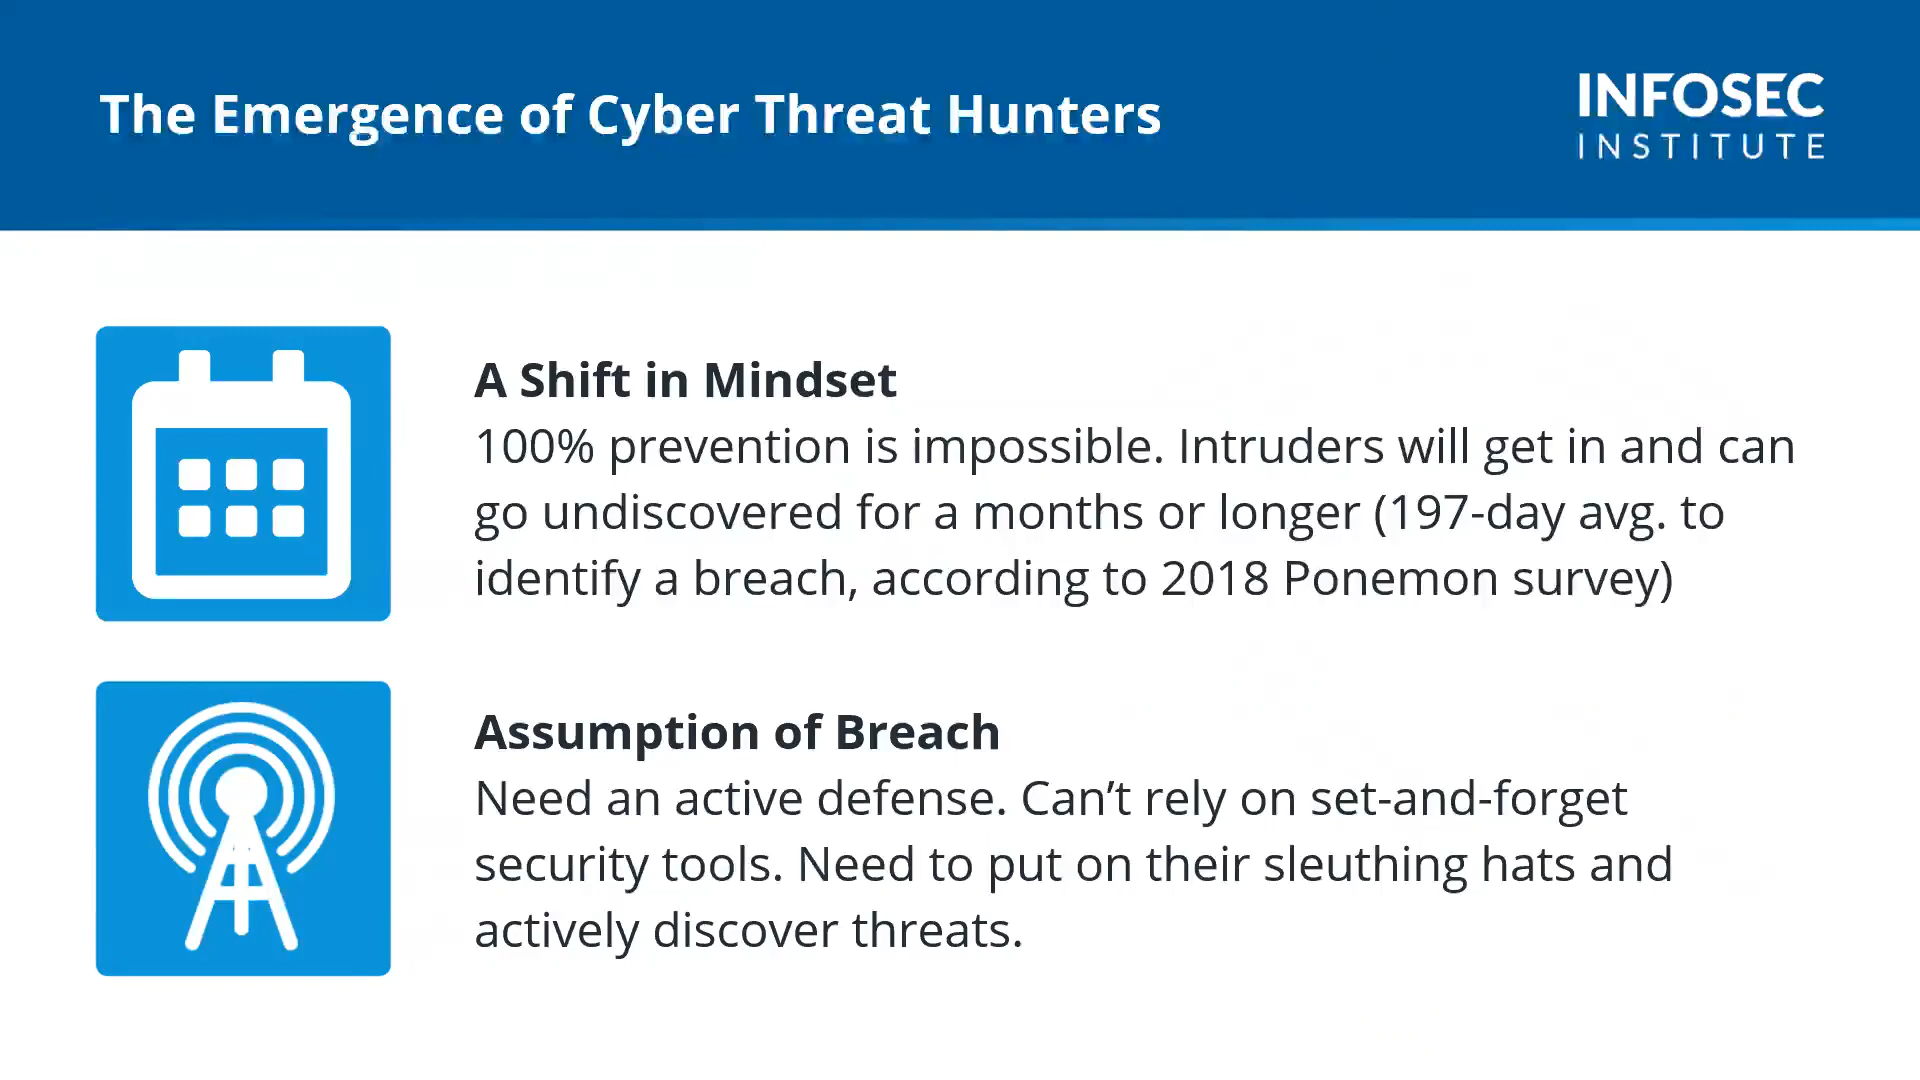 The Emergence of Cyber Threat Hunters
INFOSEC
INSTITUTE
A Shift in Mindset
100% prevention is impossible. Intruders will get in and can
go undiscovered for a months or longer (197-day avg. to
identify a breach, according to 2018 Ponemon survey)
Assumption of Breach
Need an active defense. Can’t rely on set-and-forget
security tools. Need to put on their sleuthing hats and
actively discover threats.